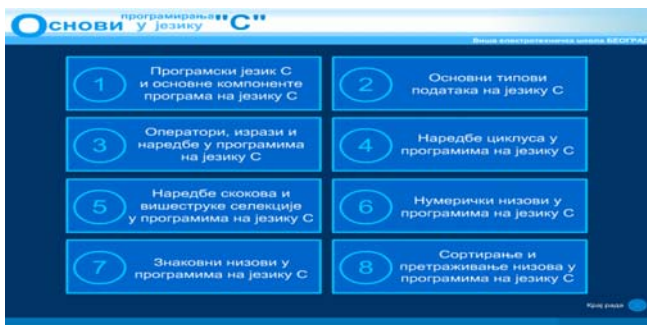 Основи програмирања у језику "С"
Виша електротехничка школа БЕОГРАД
1
Програмски језик С
и основне компоненте
програма на језику С
2
Основни типови
података на језику С
3
Оператори, изрази и
наредбе у програмима
на језику С
4
Наредбе циклуса у
програмима на језику С
5
Наредбе скокова и
вишеструке селекције
у програмима на језику С
6
Нумерички низови у
програмима на језику С
7
Знаковни низови у
програмима на језику С
8
Сортирање и
претраживање низова у
програмима на језику С
Крај рада